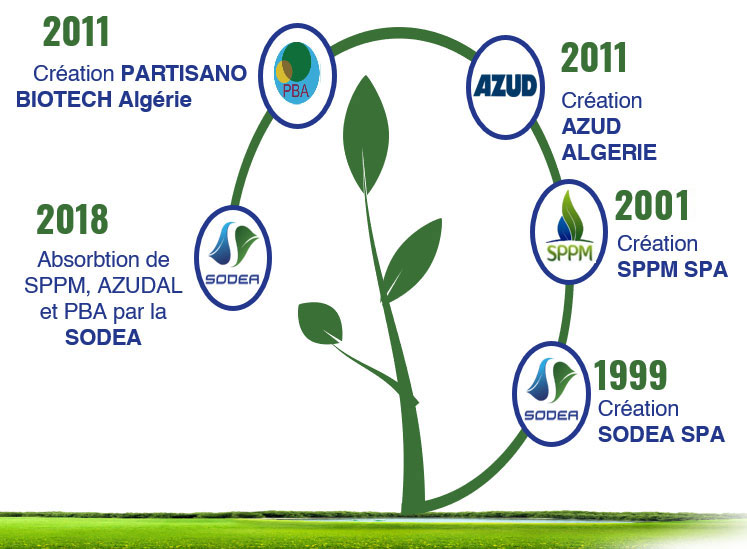 2011
Création PARTISANO
BIOTECH Algérie
PBA
AZUD
2011
Création
AZUD
ALGERIE
2018
Absorbtion de
SPPM, AZUDAL
et PBA par la
SODEA
SODEA
SPPM
2001
Création
SPPM SPA
SODEA
1999
Création
SODEA SPA